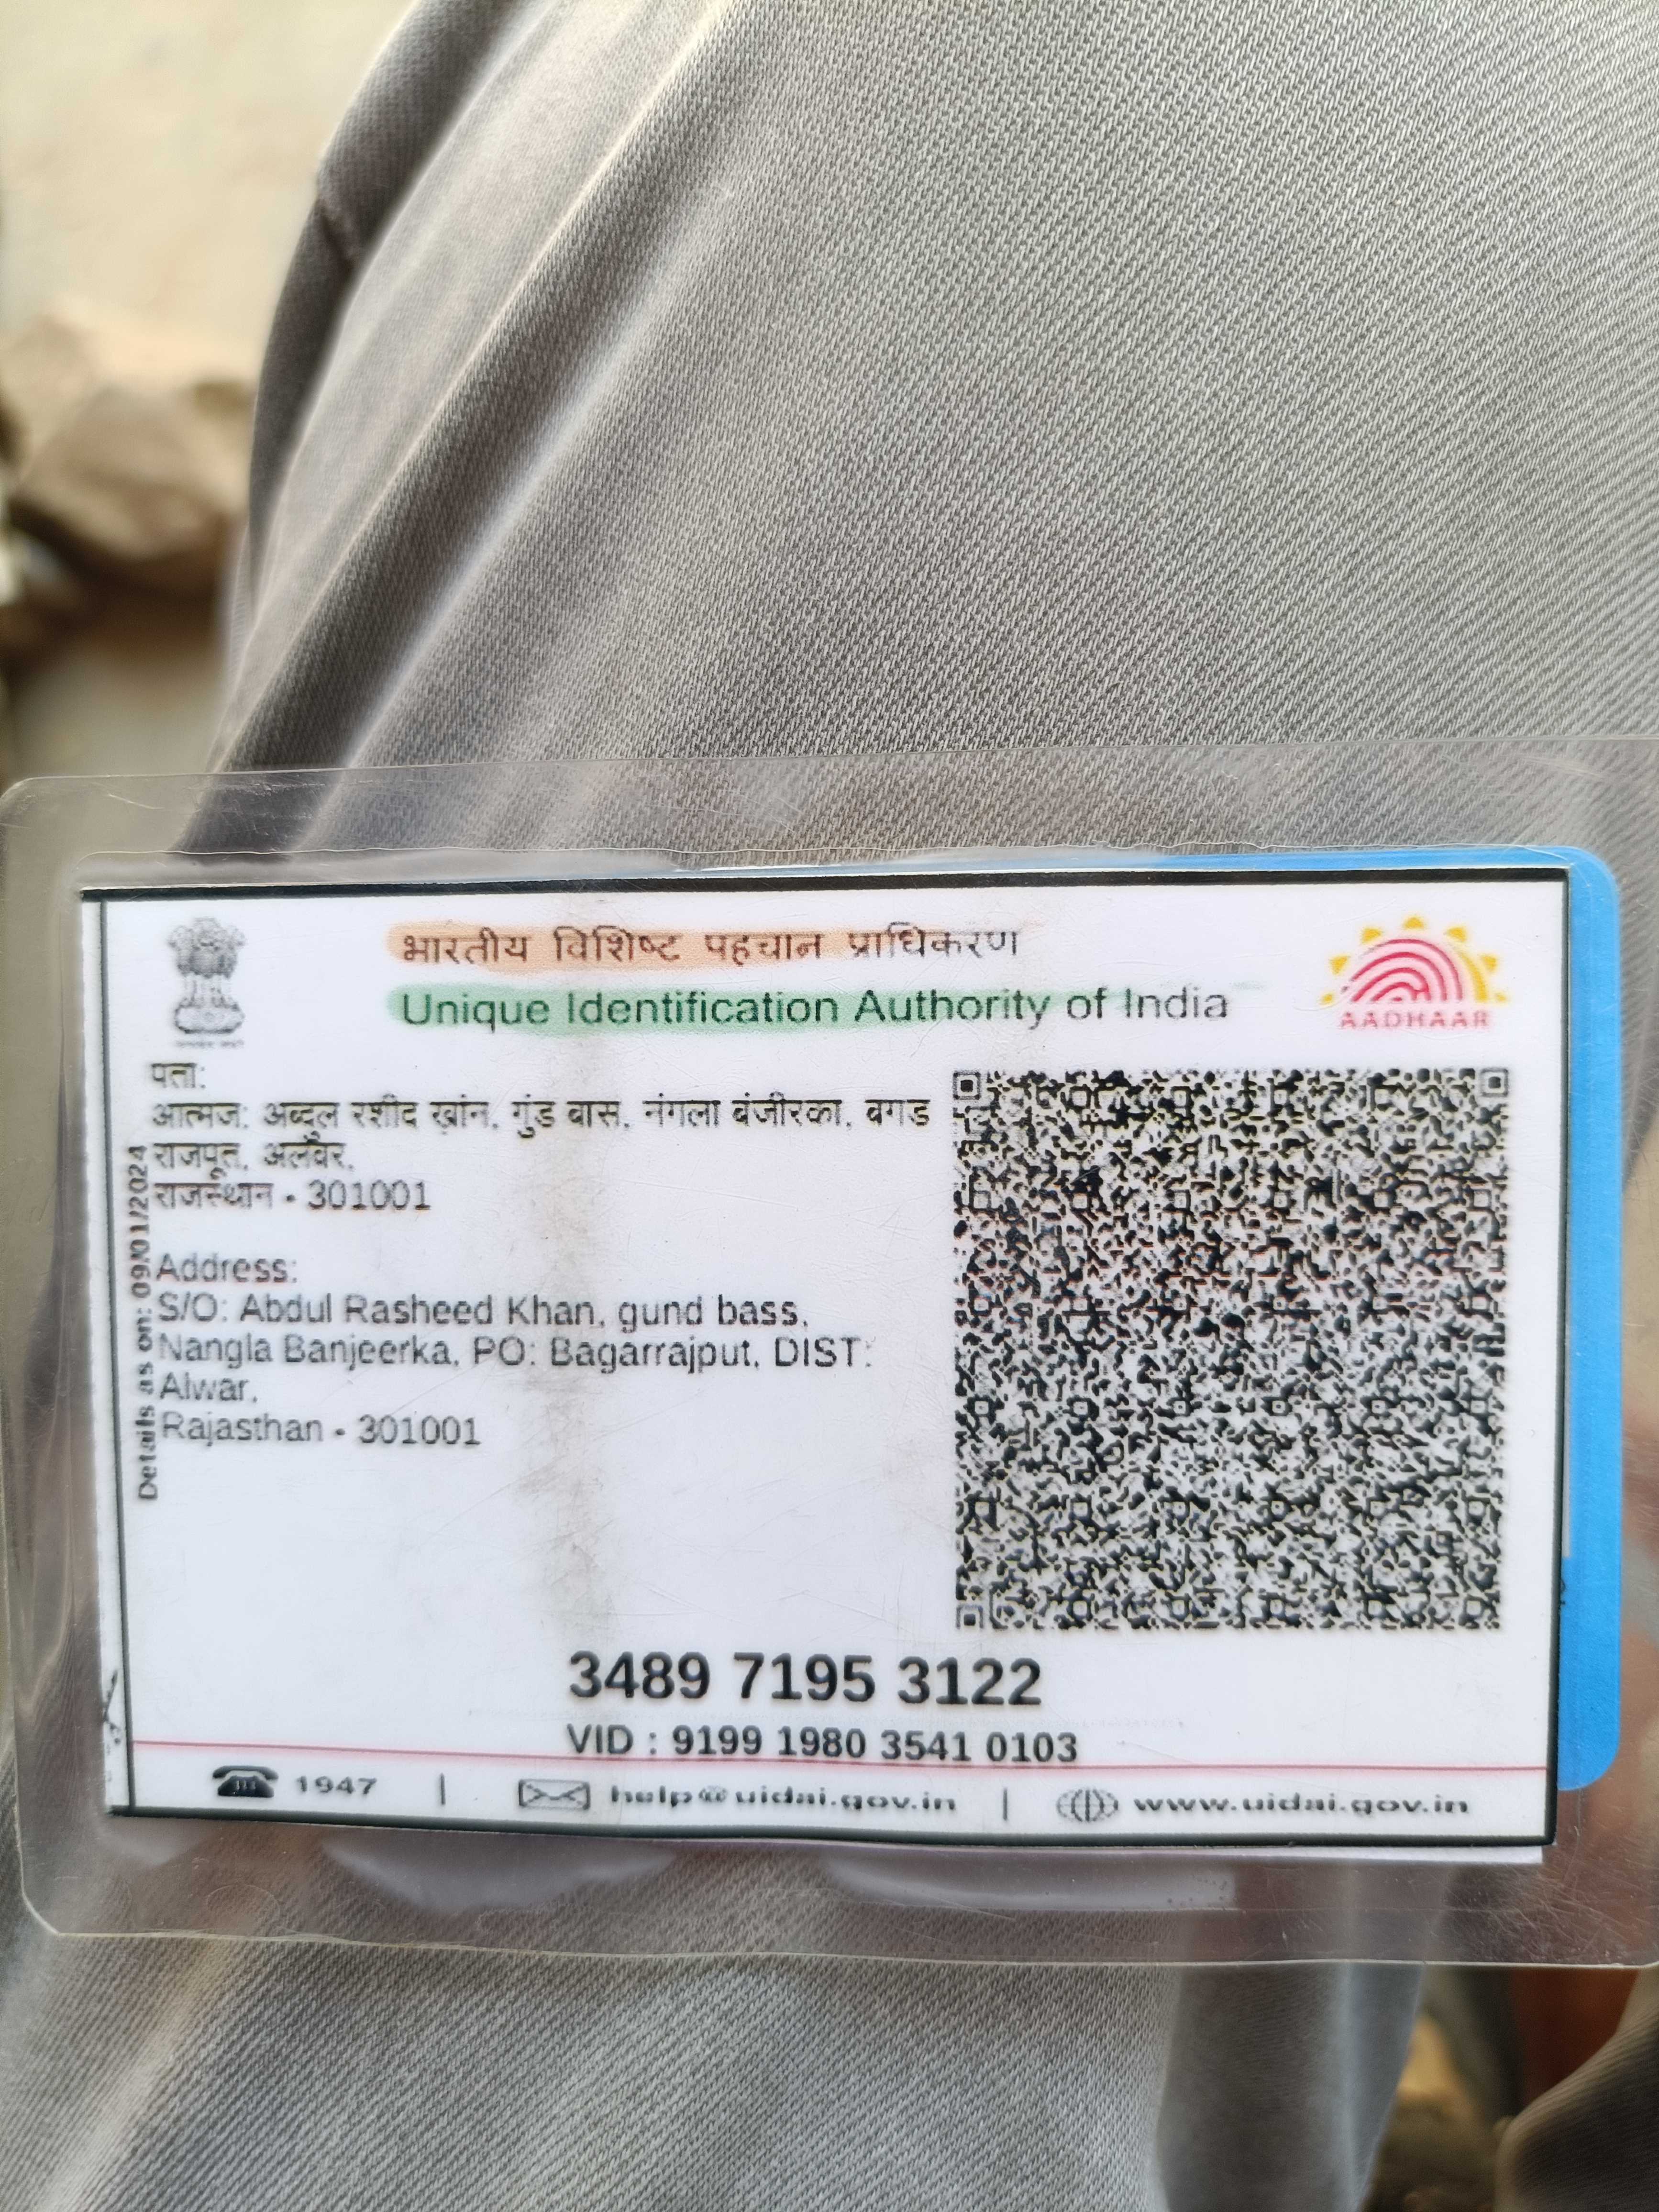 भारतीय विशिष्ट पहचान प्राधिकरण
Unique Identification Authority of India
AADHAAR
पता:
आत्मज: अब्दुल रशीद खांन, गुंड बास, नंगला बंजीरका, बगड
राजपूत, अलवर,
राजस्थान - 301001
Details as on: 09/01/2024
Address:
S/O: Abdul Rasheed Khan, gund bass,
Nangla Banjeerka, PO: Bagarrajput, DIST:
Alwar,
Rajasthan - 301001
3489 7195 3122
VID : 9199 1980 3541 0103
1947 | help@uidai.gov.in | www.uidai.gov.in